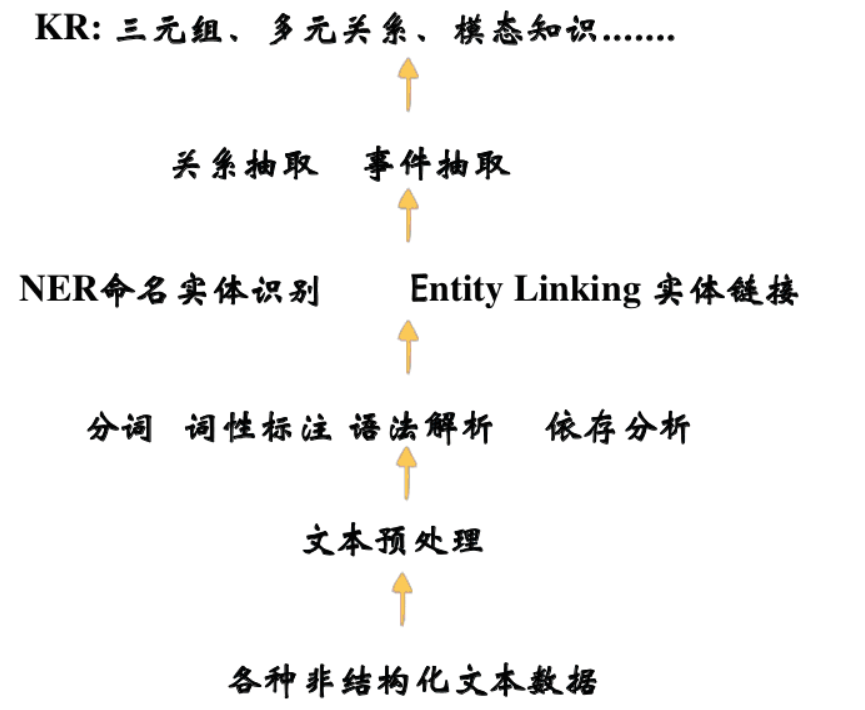 KR: 三元组、多元关系、模态知识.......
关系抽取 事件抽取
NER命名实体识别 Entity Linking 实体链接
分词 词性标注 语法解析 依存分析
文本预处理
各种非结构化文本数据